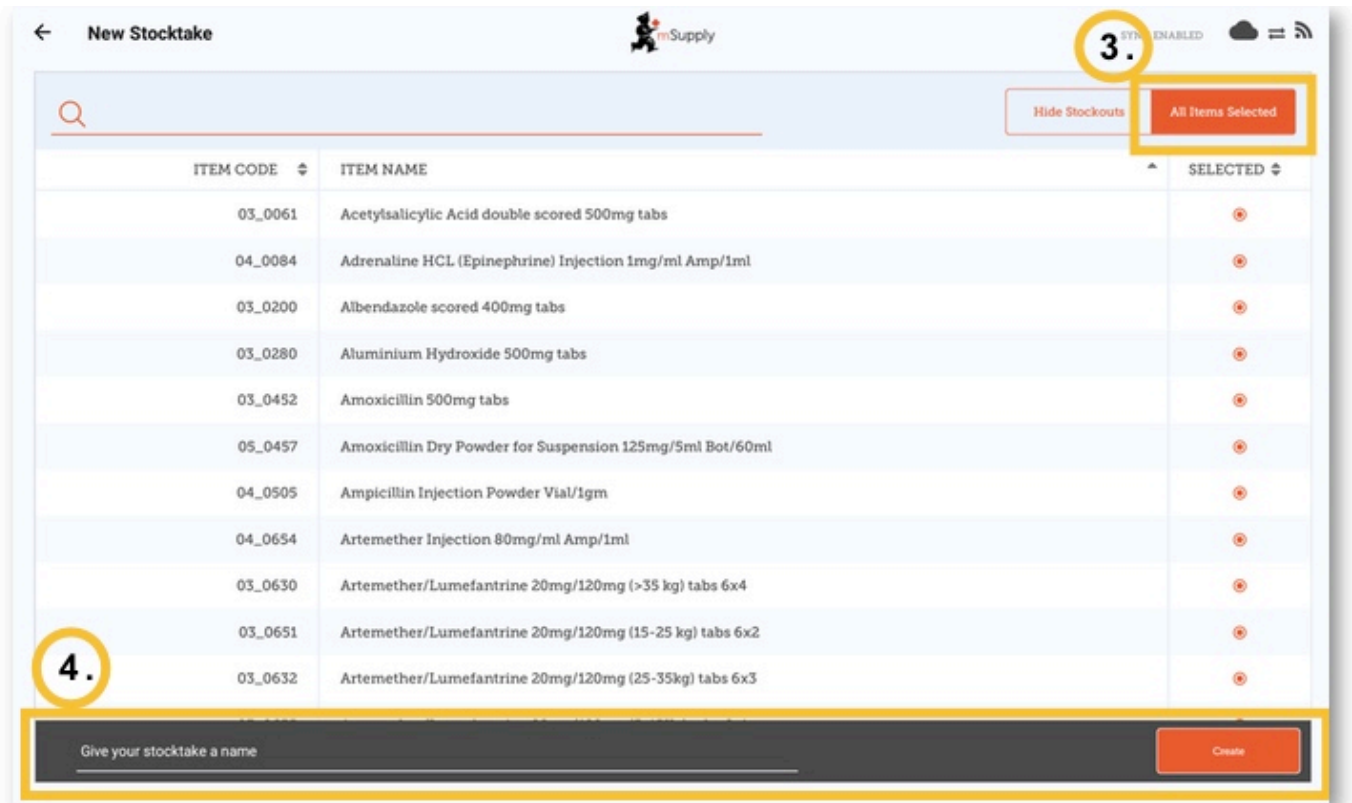 New Stocktake
mSupply
3.
ENABLED
Hide Stockouts
All Items Selected
ITEM CODE ITEM NAME SELECTED
03_0061 Acetylsalicylic Acid double scored 500mg tabs
04_0084 Adrenaline HCL (Epinephrine) Injection 1mg/ml Amp/1ml
03_0200 Albendazole scored 400mg tabs
03_0280 Aluminium Hydroxide 500mg tabs
03_0452 Amoxicillin 500mg tabs
05_0457 Amoxicillin Dry Powder for Suspension 125mg/5ml Bot/60ml
04_0505 Ampicillin Injection Powder Vial/1gm
04_0654 Artemether Injection 80mg/ml Amp/1ml
03_0630 Artemether/Lumefantrine 20mg/120mg (>35 kg) tabs 6x4
03_0651 Artemether/Lumefantrine 20mg/120mg (15-25 kg) tabs 6x2
4.
03_0632 Artemether/Lumefantrine 20mg/120mg (25-35kg) tabs 6x3
Give your stocktake a name
Create